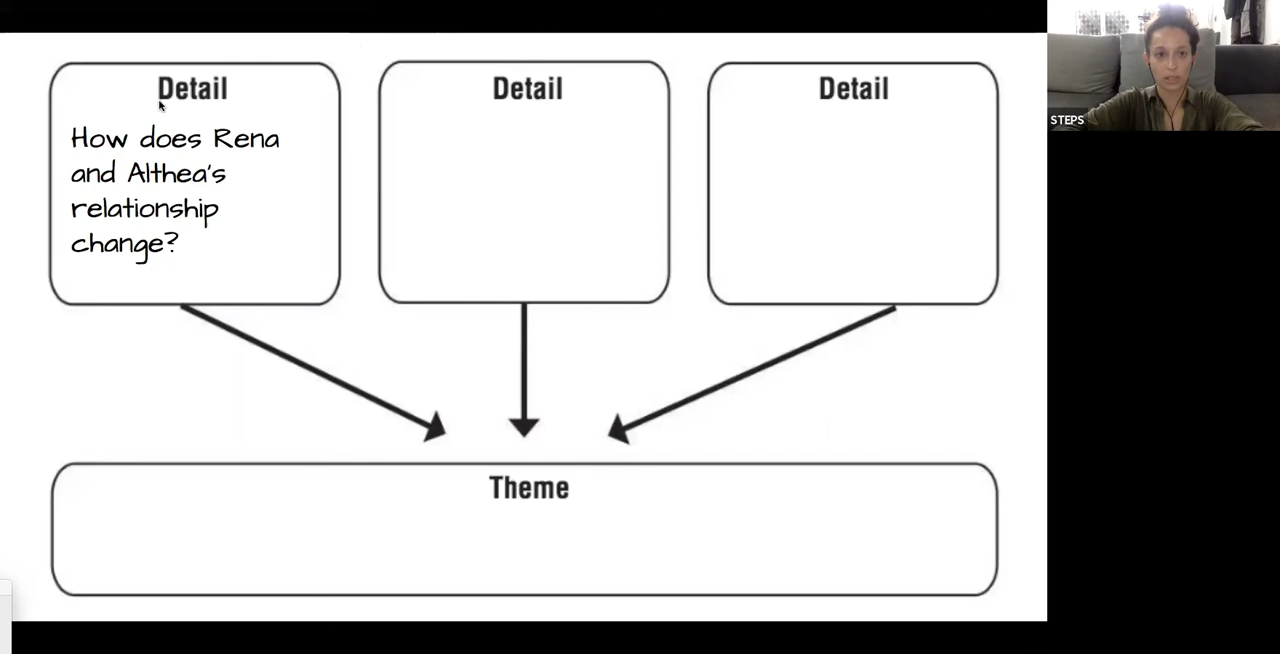 Detail
How does Rena
and Althea's
relationship
change?
Detail
Detail
Theme
STEPS